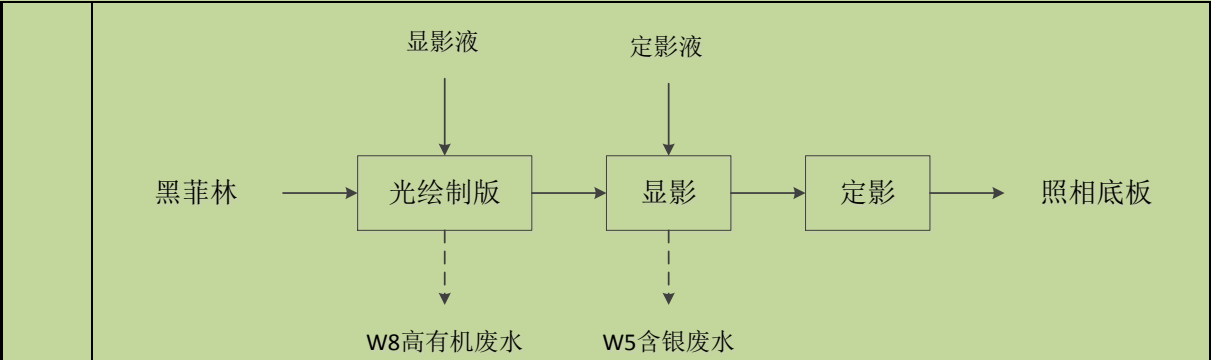 显影液
定影液
黑菲林
光绘制版
显影
定影
照相底板
W8高有机废水
W5含银废水